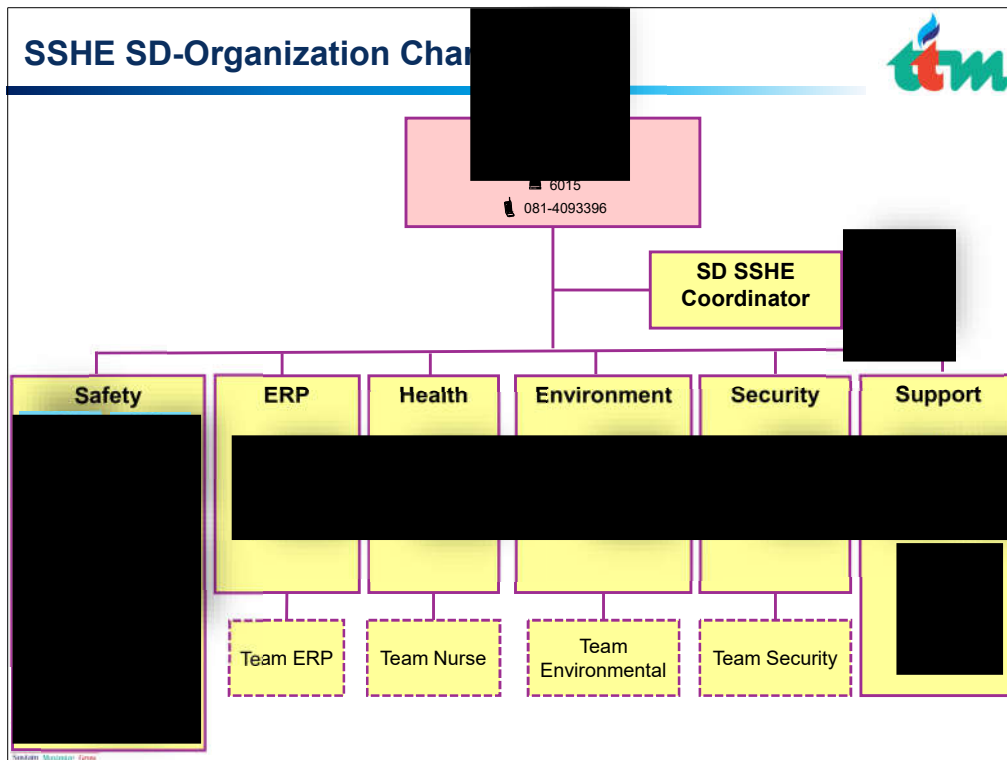 SSHE SD-Organization Char
ttm
6015
081-4093396
SD SSHE
Coordinator
Safety
ERP
Health
Environment
Security
Support
Team ERP
Team Nurse
Team
Environmental
Team Security